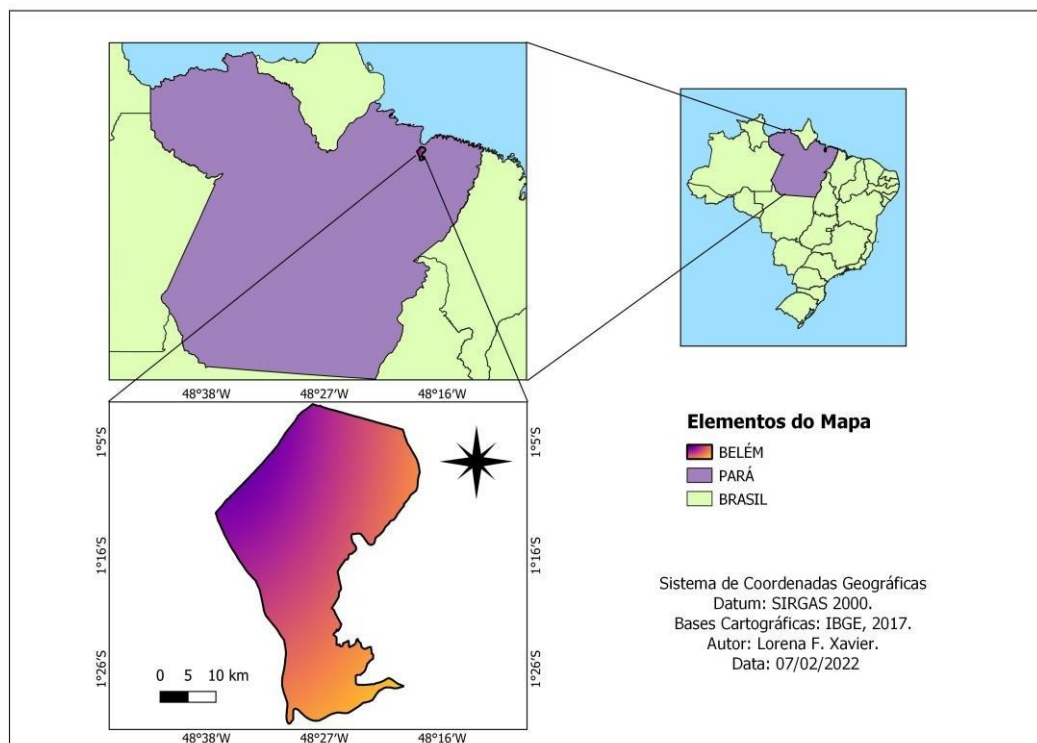 48°38'W 48°27'W 48°16'W
1°5'S 1°5'S
1°16'S 1°16'S
1°26'S 1°26'S
0 5 10 km
48°38'W 48°27'W 48°16'W
Elementos do Mapa
BELÉM
PARÁ
BRASIL
Sistema de Coordenadas Geográficas
Datum: SIRGAS 2000.
Bases Cartográficas: IBGE, 2017.
Autor: Lorena F. Xavier.
Data: 07/02/2022